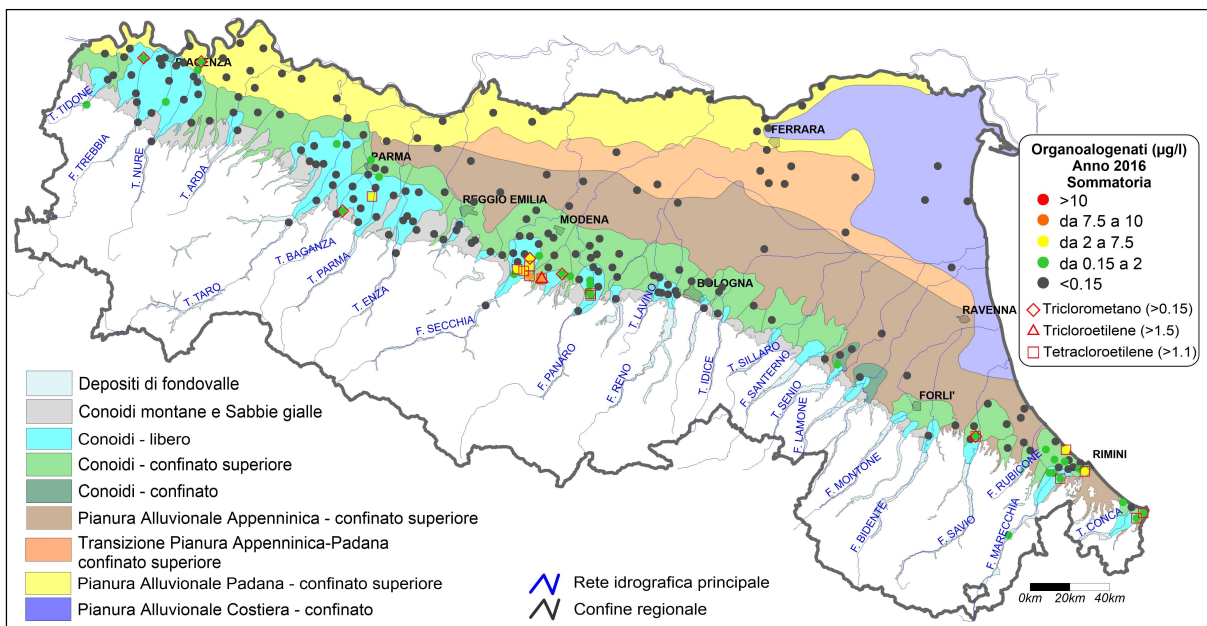 PIACENZA
T. TIDONE
F. TREBBIA
T. NURE
T. ARDA
PARMA
REGGIO EMILIA
MODENA
FERRARA
BOLOGNA
RAVENNA
FORLI'
RIMINI
T. TARO
T. BAGANZA
T. PARMA
T. ENZA
F. SECCHIA
F. PANARO
F. RENO
T. LAVINO
T. IDICE
T. SILLARO
F. SANTERNO
T. SENIO
F. LAMONE
F. MONTONE
F. BIDENTE
F. SAVIO
F. RUBICONE
F. MARECCHIA
T. CONCA
Organoalogenati (µg/l)
Anno 2016
Sommatoria
>10
da 7.5 a 10
da 2 a 7.5
da 0.15 a 2
<0.15
Triclorometano (>0.15)
Tricloroetilene (>1.5)
Tetracloroetilene (>1.1)
Depositi di fondovalle
Conoidi montane e Sabbie gialle
Conoidi - libero
Conoidi - confinato superiore
Conoidi - confinato
Pianura Alluvionale Appenninica - confinato superiore
Transizione Pianura Appenninica-Padana
confinato superiore
Pianura Alluvionale Padana - confinato superiore
Pianura Alluvionale Costiera - confinato
Rete idrografica principale
Confine regionale
0km 20km 40km